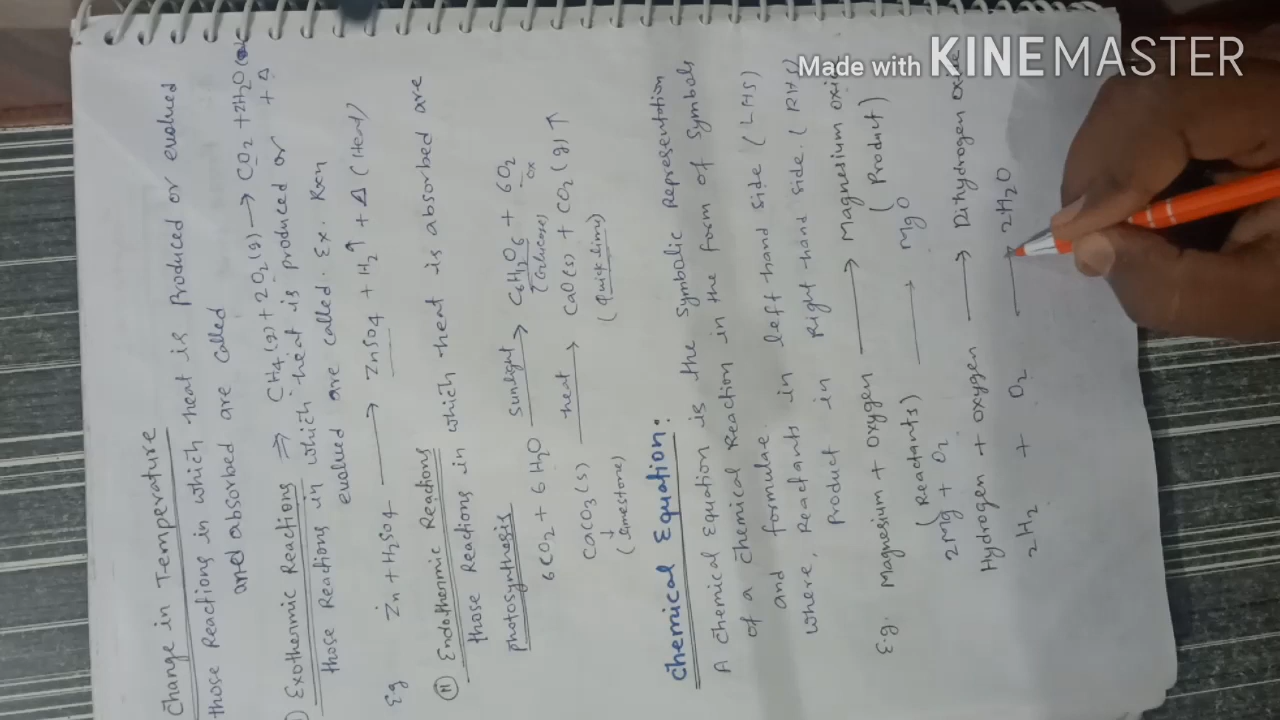 Made with KINEMASTER
Change in Temperature
those Reactions in which heat is produced or evolved
and absorbed are called
Exothermic Reactions ⇒ CH4(g) + 2O2(g) → CO2 + 2H2O + Δ
those Reactions in which heat is produced or
evolved are called. Ex. Rxn
Eg Zn + H2SO4 → ZnSO4 + H2↑ + Δ (Heat)
(II) Endothermic Reactions
those Reactions in which heat is absorbed are
photosynthesis
6CO2 + 6H2O sunlight → C6H12O6 + 6O2
(Glucose)
CaCO3(s) heat → CaO(s) + CO2(g)↑
(limestone) (Quick lime)
Chemical Equation:
A Chemical Equation is the Symbolic Representation
of a chemical Reaction in the form of Symbols
and formulae.
where, Reactants in left hand side (LHS)
Product in Right hand side. (RHS)
E.g. Magnesium + Oxygen → Magnesium oxide
(Reactants) (Product)
2Mg + O2 → MgO
Hydrogen + Oxygen → Dihydrogen oxide
2H2 + O2 → 2H2O